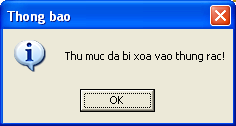 Thong bao
Thu muc da bi xoa vao thung rac!
OK